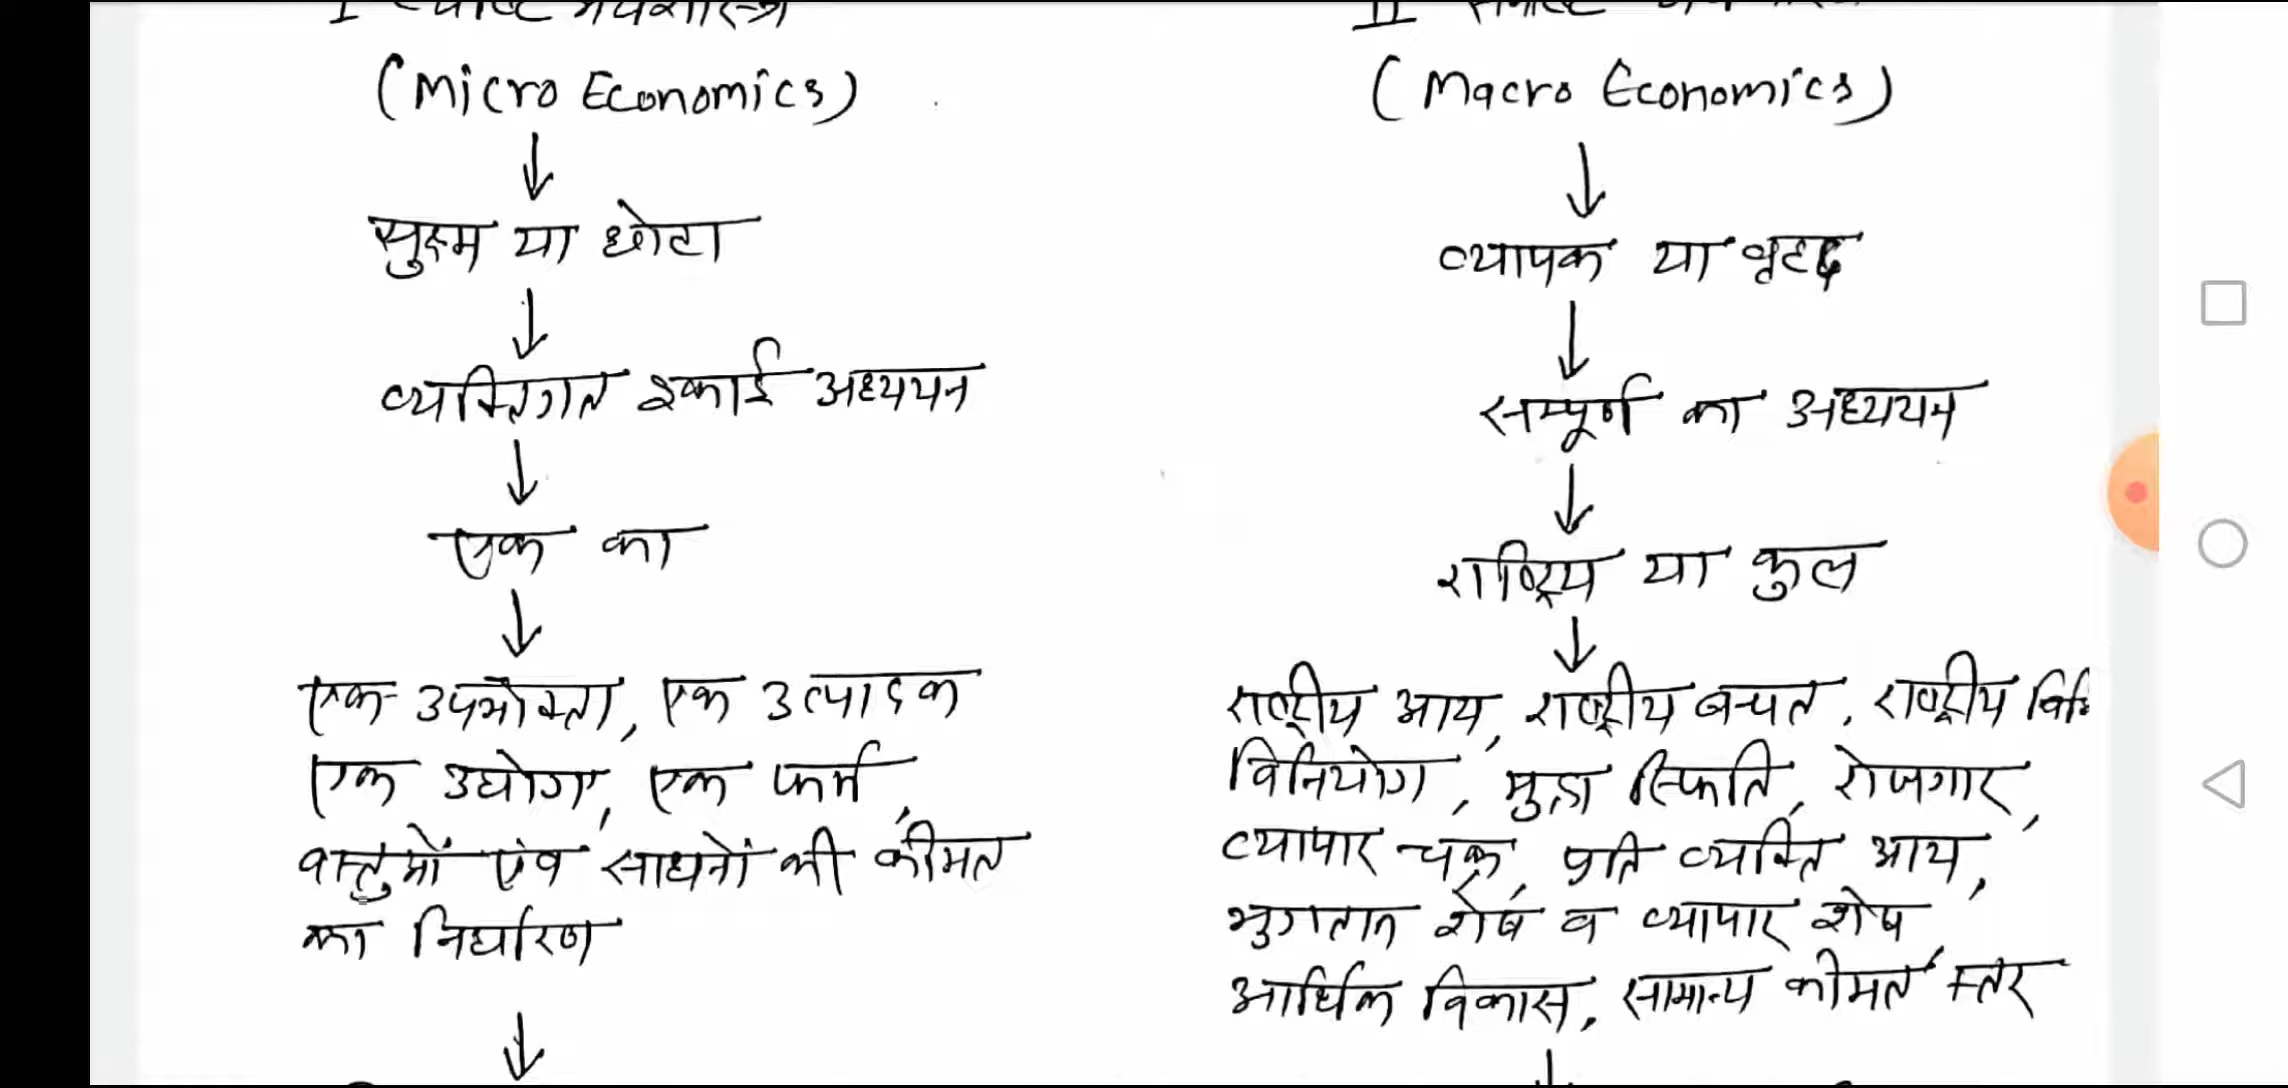 (Micro Economics)
सुक्ष्म या छोटा
व्यक्तिगत इकाई अध्ययन
एक का
एक उपभोक्ता, एक उत्पादक
एक उद्योग, एक फर्म,
वस्तुओं एंव साधनों की कीमत
का निर्धारण
(Macro Economics)
व्यापक या वृहद
सम्पूर्ण का अध्ययन
राष्ट्रिय या कुल
राष्ट्रीय आय, राष्ट्रीय बचत, राष्ट्रीय वि
विनियोग, मुद्रा स्फिति, रोजगार,
व्यापार चक्र, प्रति व्यक्ति आय,
भुगतान शेष व व्यापार शेष,
आर्थिक विकास, सामान्य कीमत स्तर